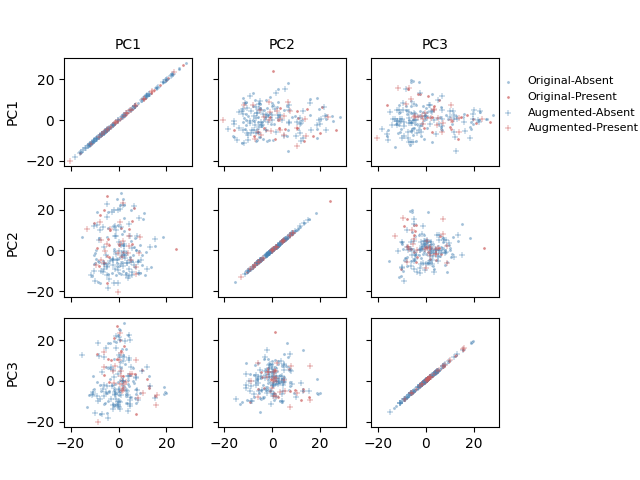 PC1 PC2 PC3
PC1
20
0
−20
Original-Absent
Original-Present
Augmented-Absent
Augmented-Present
PC2
20
0
−20
PC3
20
0
−20
−20 0 20 −20 0 20 −20 0 20